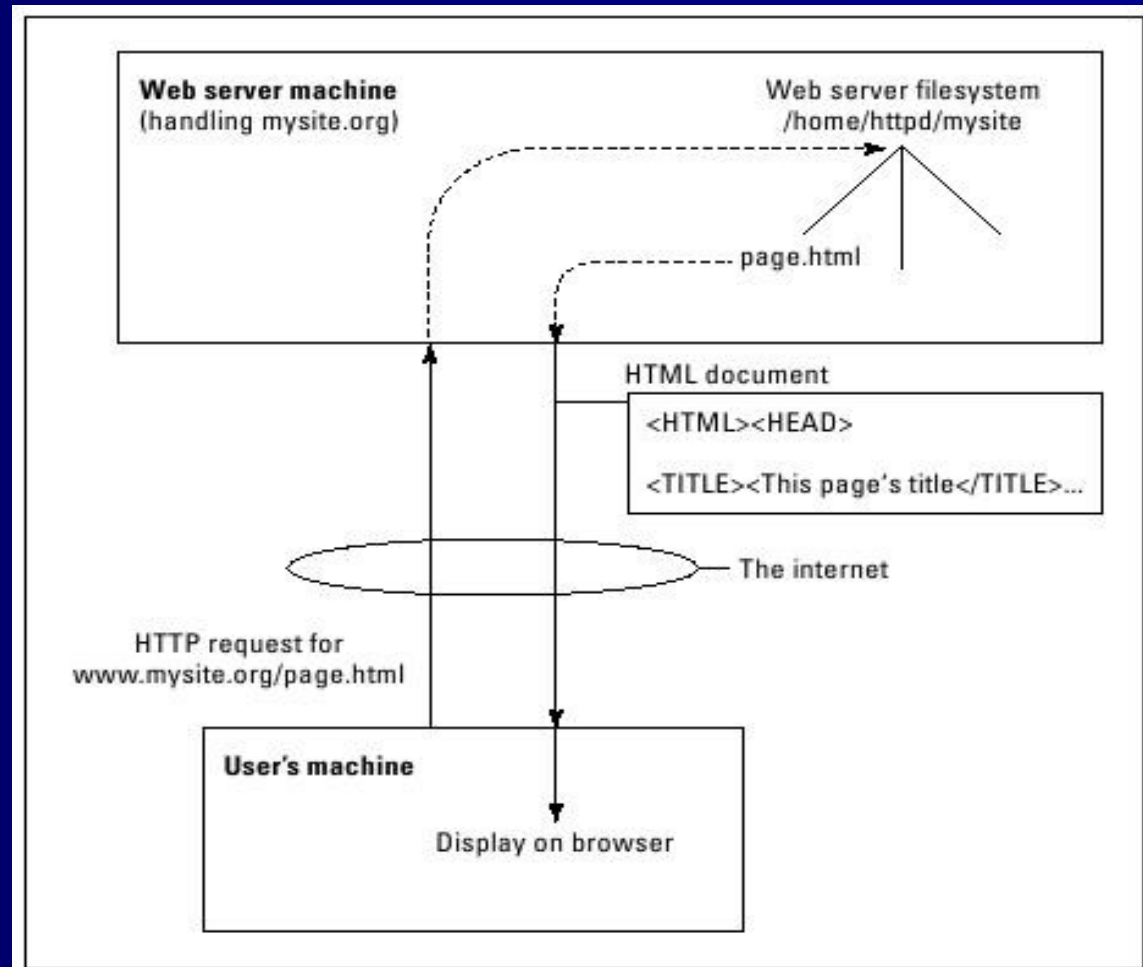 Web server machine
(handling mysite.org)
Web server filesystem
/home/httpd/mysite
page.html
HTML document
<HTML><HEAD>
<TITLE><This page's title</TITLE>...
The internet
HTTP request for
www.mysite.org/page.html
User's machine
Display on browser